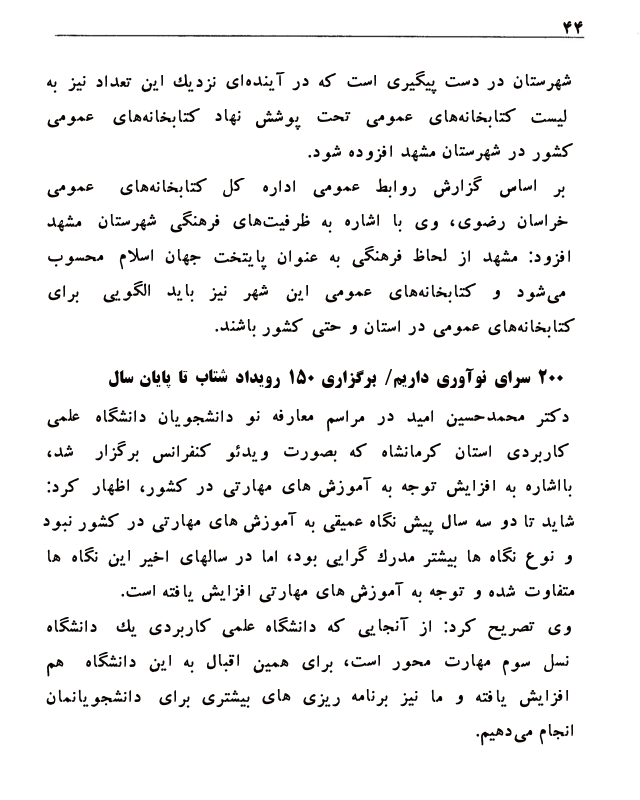 ۴۴
شهرستان در دست پیگیری است که در آینده‌ای نزدیك این تعداد نیز به
لیست کتابخانه‌های عمومی تحت پوشش نهاد کتابخانه‌های عمومی
کشور در شهرستان مشهد افزوده شود.
بر اساس گزارش روابط عمومی اداره کل کتابخانه‌های عمومی
خراسان رضوی، وی با اشاره به ظرفیت‌های فرهنگی شهرستان مشهد
افزود: مشهد از لحاظ فرهنگی به عنوان پایتخت جهان اسلام محسوب
می‌شود و کتابخانه‌های عمومی این شهر نیز باید الگویی برای
کتابخانه‌های عمومی در استان و حتی کشور باشند.
۲۰۰ سرای نوآوری داریم/ برگزاری ۱۵۰ رویداد شتاب تا پایان سال
دکتر محمدحسین امید در مراسم معارفه نو دانشجویان دانشگاه علمی
کاربردی استان کرمانشاه که بصورت ویدئو کنفرانس برگزار شد،
بااشاره به افزایش توجه به آموزش های مهارتی در کشور، اظهار کرد:
شاید تا دو سه سال پیش نگاه عمیقی به آموزش های مهارتی در کشور نبود
و نوع نگاه ها بیشتر مدرك گرایی بود، اما در سالهای اخیر این نگاه ها
متفاوت شده و توجه به آموزش های مهارتی افزایش یافته است.
وی تصریح کرد: از آنجایی که دانشگاه علمی کاربردی یك دانشگاه
نسل سوم مهارت محور است، برای همین اقبال به این دانشگاه هم
افزایش یافته و ما نیز برنامه ریزی های بیشتری برای دانشجویانمان
انجام می‌دهیم.